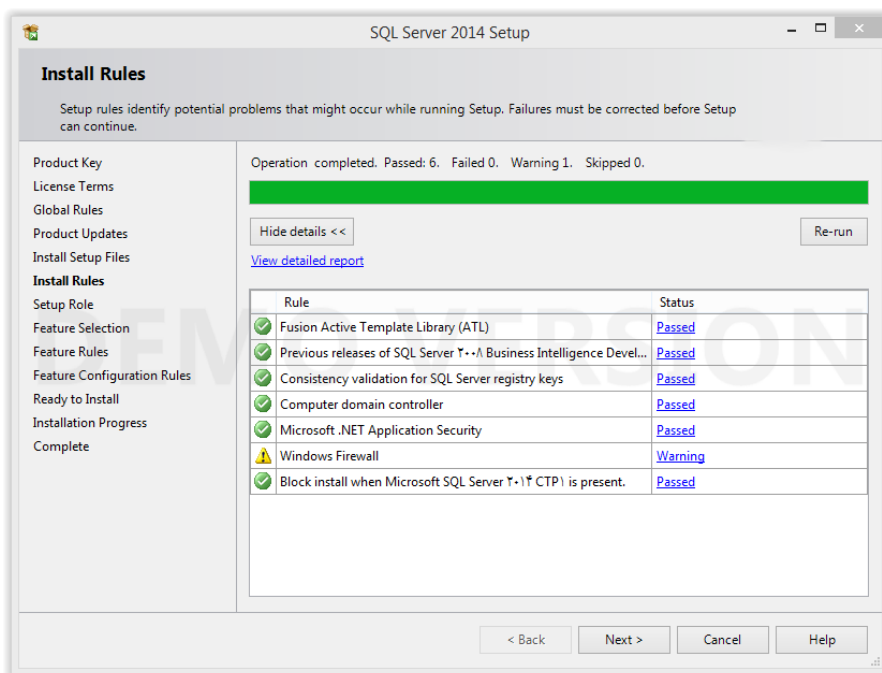 SQL Server 2014 Setup
Install Rules
Setup rules identify potential problems that might occur while running Setup. Failures must be corrected before Setup
can continue.
Product Key
License Terms
Global Rules
Product Updates
Install Setup Files
Install Rules
Setup Role
Feature Selection
Feature Rules
Feature Configuration Rules
Ready to Install
Installation Progress
Complete
Operation completed. Passed: 6. Failed 0. Warning 1. Skipped 0.
Hide details <<
Re-run
View detailed report
Rule Status
Fusion Active Template Library (ATL) Passed
Previous releases of SQL Server ۲۰۰۸ Business Intelligence Devel... Passed
Consistency validation for SQL Server registry keys Passed
Computer domain controller Passed
Microsoft .NET Application Security Passed
Windows Firewall Warning
Block install when Microsoft SQL Server ۲۰۱۴ CTP۱ is present. Passed
DEMO VERSION
< Back Next > Cancel Help